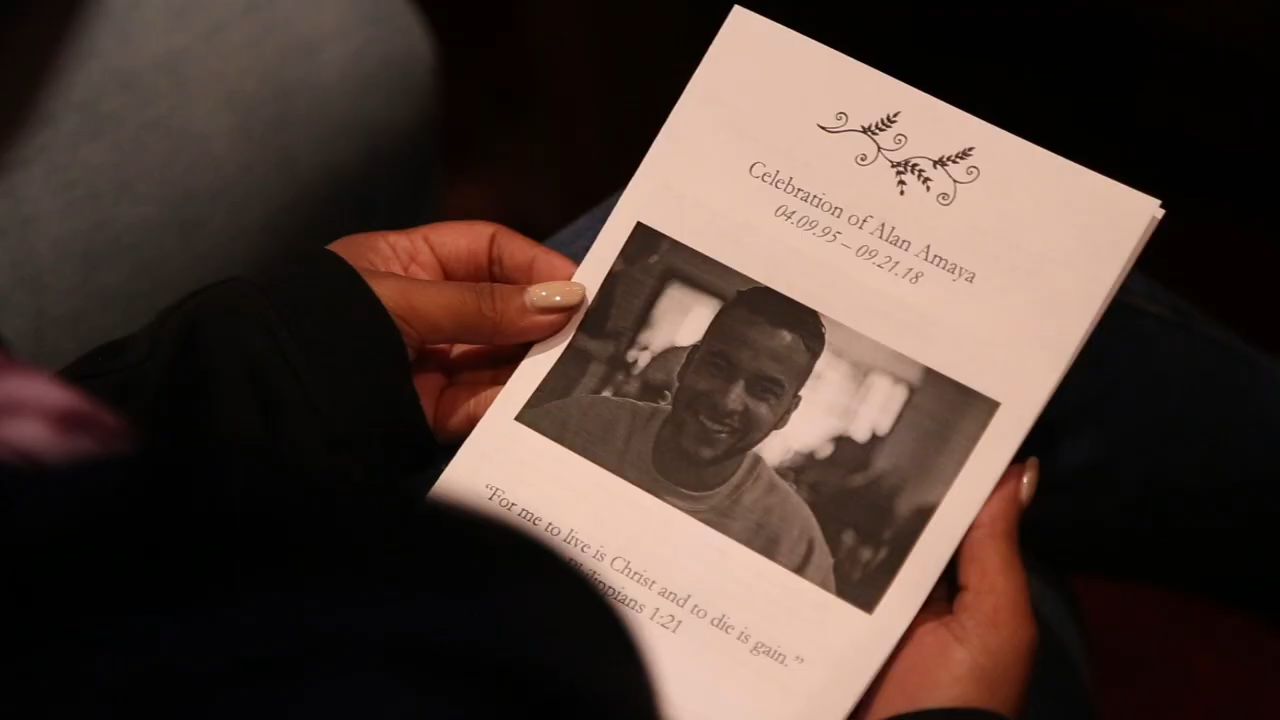 Celebration of Alan Amaya
04.09.95 – 09.21.18
“For me to live is Christ and to die is gain.”
Philippians 1:21